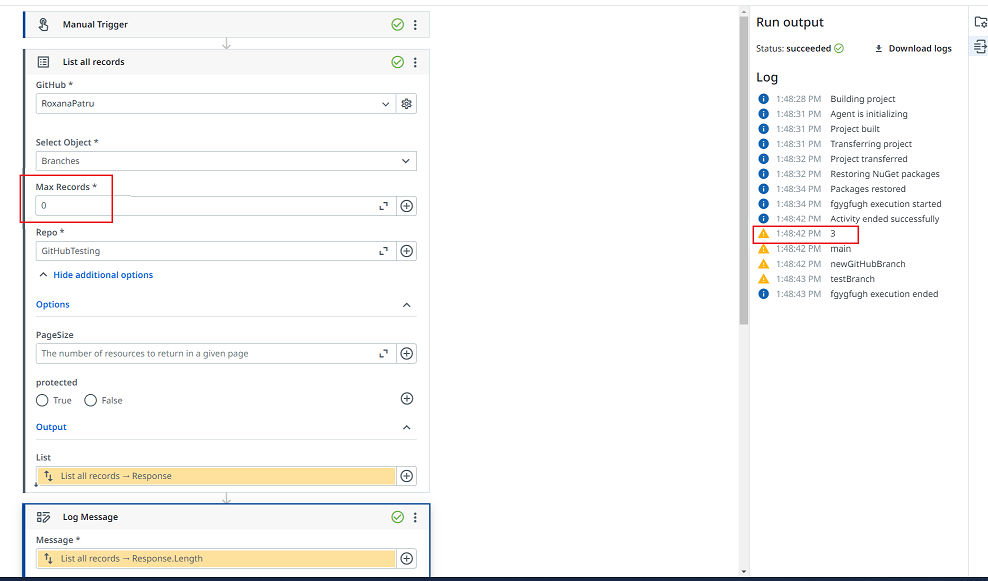 Manual Trigger
List all records
GitHub *
RoxanaPatru
Select Object *
Branches
Max Records *
0
Repo *
GitHubTesting
Hide additional options
Options
PageSize
The number of resources to return in a given page
protected
True False
Output
List
List all records → Response
Log Message
Message *
List all records → Response.Length
Run output
Status: succeeded Download logs
Log
1:48:28 PM Building project
1:48:31 PM Agent is initializing
1:48:31 PM Project built
1:48:31 PM Transferring project
1:48:32 PM Project transferred
1:48:32 PM Restoring NuGet packages
1:48:34 PM Packages restored
1:48:34 PM fgygfugh execution started
1:48:42 PM Activity ended successfully
1:48:42 PM 3
1:48:42 PM main
1:48:42 PM newGitHubBranch
1:48:43 PM testBranch
1:48:43 PM fgygfugh execution ended